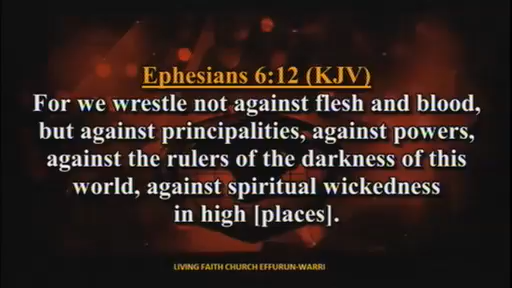 Ephesians 6:12 (KJV)
For we wrestle not against flesh and blood,
but against principalities, against powers,
against the rulers of the darkness of this
world, against spiritual wickedness
in high [places].
LIVING FAITH CHURCH EFFURUN-WARRI